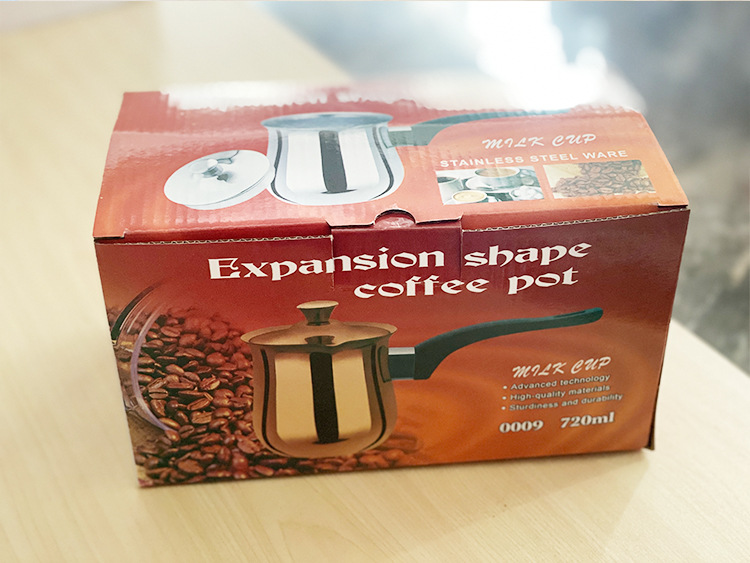 MILK CUP
STAINLESS STEEL WARE
Expansion shape
coffee pot
MILK CUP
• Advanced technology
• High-quality materials
• Sturdiness and durability
0009 720ml